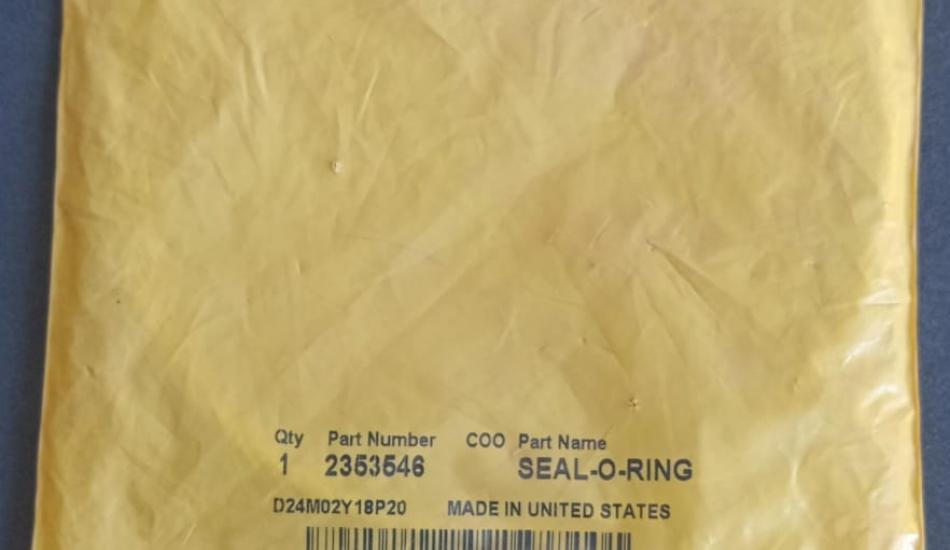 Qty Part Number COO Part Name
1 2353546 SEAL-O-RING
D24M02Y18P20 MADE IN UNITED STATES